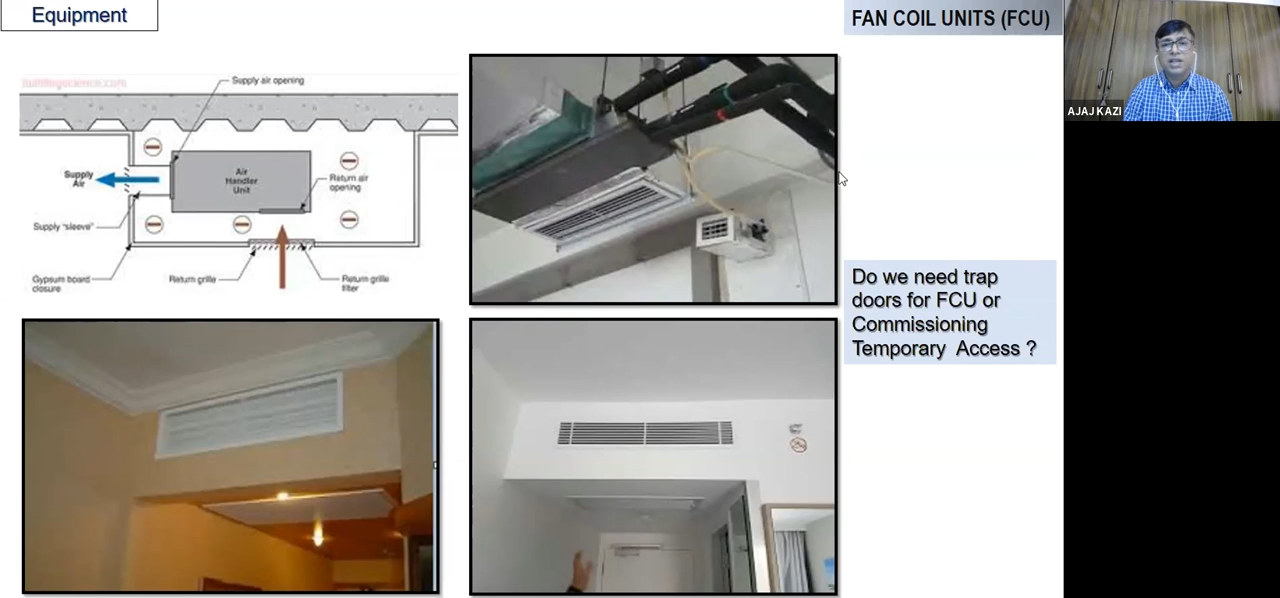 Equipment
FAN COIL UNITS (FCU)
AJAJ KAZI
buildingscience.com
Supply air opening
Supply
Air
Air
Handler
Unit
Return air
opening
Supply "sleeve"
Gypsum board
closure
Return grille
Return grille
filter
Do we need trap
doors for FCU or
Commissioning
Temporary Access ?